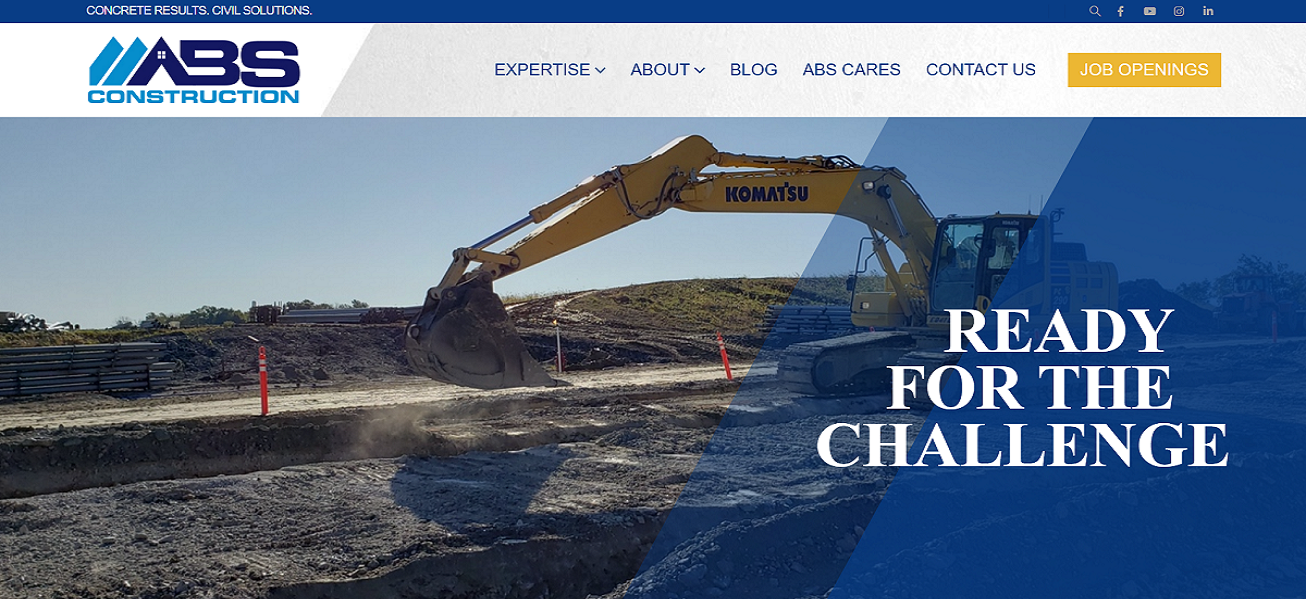 CONCRETE RESULTS. CIVIL SOLUTIONS.
ABS
CONSTRUCTION
EXPERTISE
ABOUT
BLOG
ABS CARES
CONTACT US
JOB OPENINGS
KOMATSU
READY
FOR THE
CHALLENGE